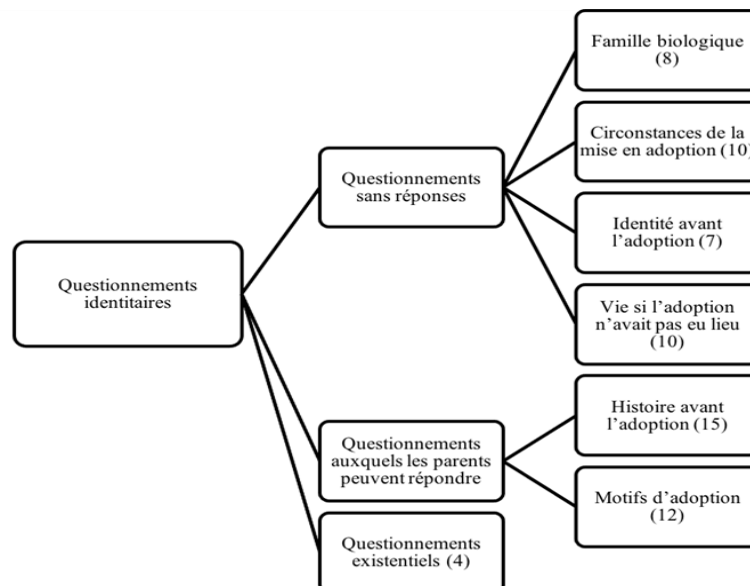 Questionnements
identitaires
Questionnements
sans réponses
Famille biologique
(8)
Circonstances de la
mise en adoption (10)
Identité avant
l'adoption (7)
Vie si l'adoption
n'avait pas eu lieu
(10)
Questionnements
auxquels les parents
peuvent répondre
Histoire avant
l'adoption (15)
Motifs d'adoption
(12)
Questionnements
existentiels (4)